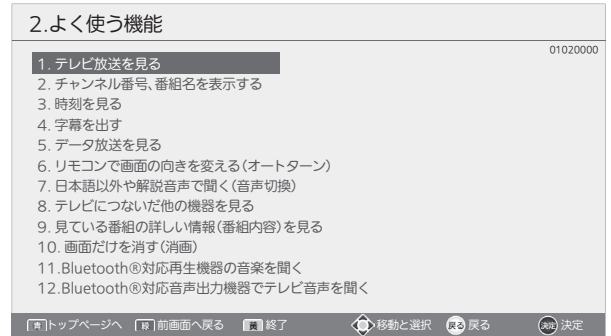 2.よく使う機能
01020000
1. テレビ放送を見る
2. チャンネル番号、番組名を表示する
3. 時刻を見る
4. 字幕を出す
5. データ放送を見る
6. リモコンで画面の向きを変える(オートターン)
7. 日本語以外や解説音声で聞く(音声切換)
8. テレビにつないだ他の機器を見る
9. 見ている番組の詳しい情報(番組内容)を見る
10. 画面だけを消す(消画)
11.Bluetooth®対応再生機器の音楽を聞く
12.Bluetooth®対応音声出力機器でテレビ音声を聞く
青 トップページへ 緑 前画面へ戻る 黄 終了 移動と選択 戻る 戻る 決定 決定